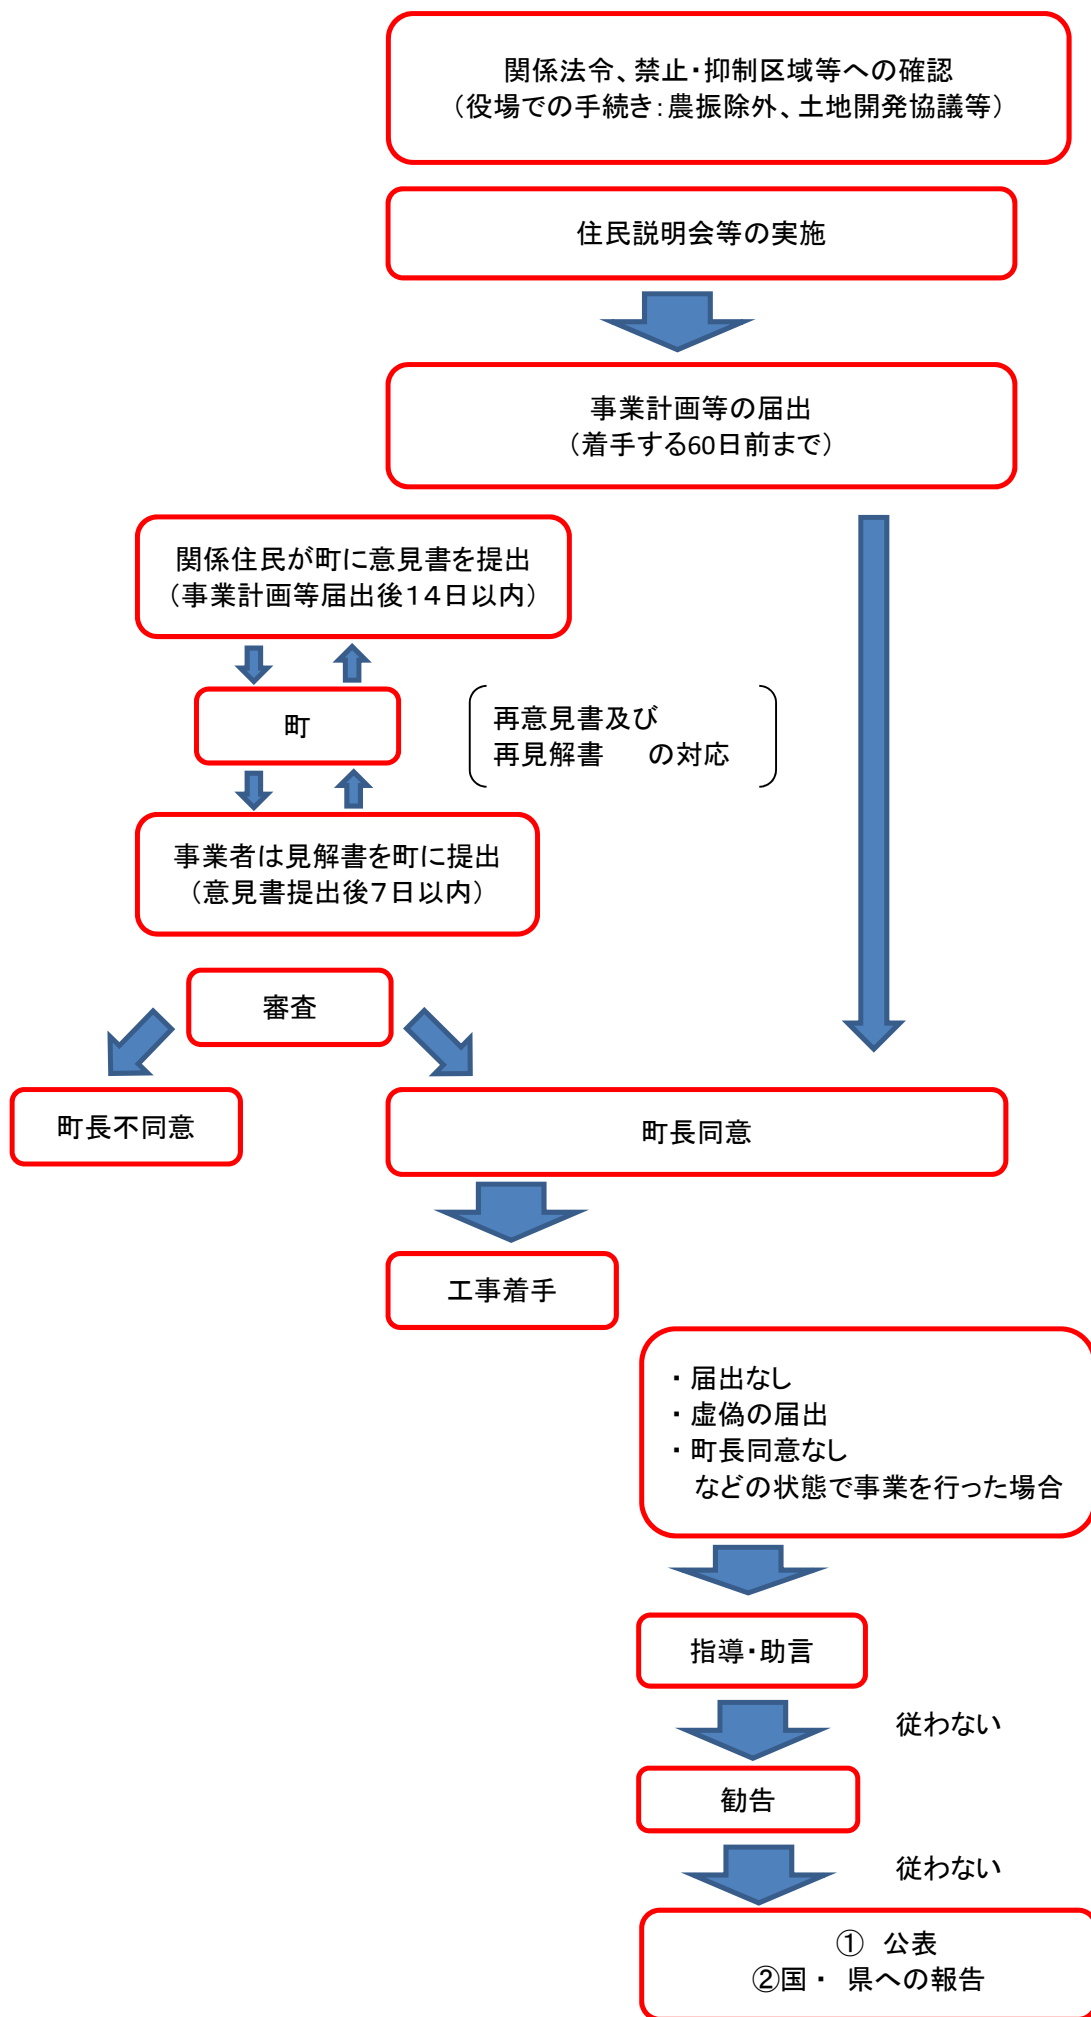 関係法令、禁止・抑制区域等への確認
（役場での手続き：農振除外、土地開発協議等）
住民説明会等の実施
事業計画等の届出
（着手する60日前まで）
関係住民が町に意見書を提出
（事業計画等届出後１４日以内）
町
再意見書及び
再見解書　の対応
事業者は見解書を町に提出
（意見書提出後７日以内）
審査
町長不同意
町長同意
工事着手
・届出なし
・虚偽の届出
・町長同意なし
などの状態で事業を行った場合
指導・助言
従わない
勧告
従わない
①　公表
②国・　県への報告